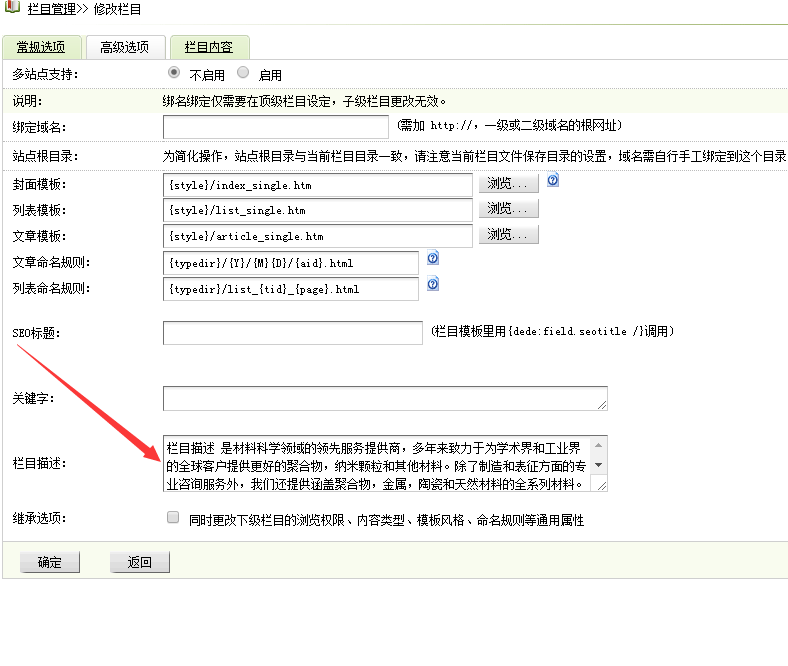 栏目管理>> 修改栏目
常规选项 高级选项 栏目内容
多站点支持： 不启用 启用
说明： 绑名绑定仅需要在顶级栏目设定，子级栏目更改无效。
绑定域名： (需加 http://，一级或二级域名的根网址)
站点根目录： 为简化操作，站点根目录与当前栏目目录一致，请注意当前栏目文件保存目录的设置，域名需自行手工绑定到这个目录
封面模板： {style}/index_single.htm 浏览...
列表模板： {style}/list_single.htm 浏览...
文章模板： {style}/article_single.htm 浏览...
文章命名规则： {typedir}/{Y}/{M}{D}/{aid}.html
列表命名规则： {typedir}/list_{tid}_{page}.html
SEO标题： (栏目模板里用{dede:field.seotitle /}调用)
关键字：
栏目描述： 栏目描述 是材料科学领域的领先服务提供商，多年来致力于为学术界和工业界
的全球客户提供更好的聚合物，纳米颗粒和其他材料。除了制造和表征方面的专
业咨询服务外，我们还提供涵盖聚合物，金属，陶瓷和天然材料的全系列材料。
继承选项： 同时更改下级栏目的浏览权限、内容类型、模板风格、命名规则等通用属性
确定 返回